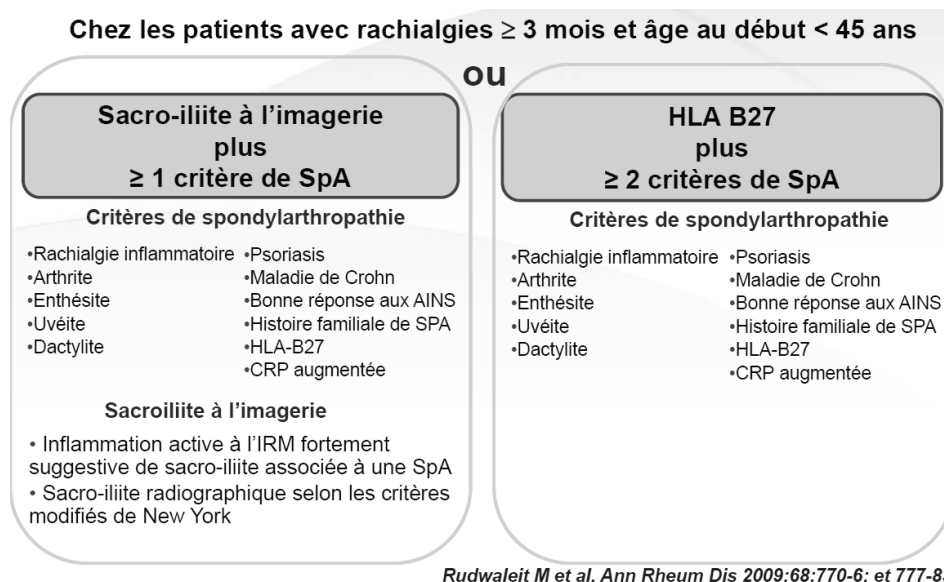 Chez les patients avec rachialgies ≥ 3 mois et âge au début < 45 ans
ou
Sacro-iliite à l'imagerie
plus
≥ 1 critère de SpA
Critères de spondylarthropathie
•Rachialgie inflammatoire
•Arthrite
•Enthésite
•Uvéite
•Dactylite
•Psoriasis
•Maladie de Crohn
•Bonne réponse aux AINS
•Histoire familiale de SPA
•HLA-B27
•CRP augmentée
Sacroiliite à l'imagerie
• Inflammation active à l'IRM fortement
suggestive de sacro-iliite associée à une SpA
• Sacro-iliite radiographique selon les critères
modifiés de New York
HLA B27
plus
≥ 2 critères de SpA
Critères de spondylarthropathie
•Rachialgie inflammatoire
•Arthrite
•Enthésite
•Uvéite
•Dactylite
•Psoriasis
•Maladie de Crohn
•Bonne réponse aux AINS
•Histoire familiale de SPA
•HLA-B27
•CRP augmentée
Rudwaleit M et al. Ann Rheum Dis 2009;68:770-6; et 777-8